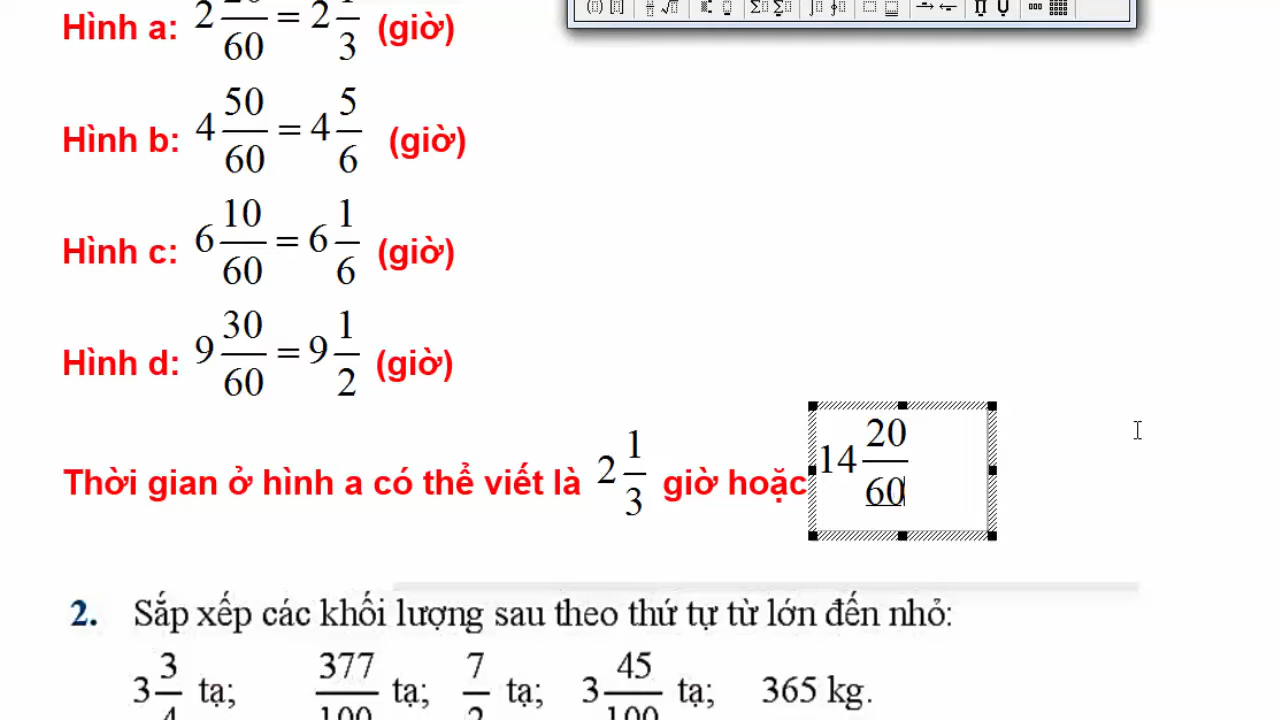 Hình a: 2 20/60 = 2 1/3 (giờ)
Hình b: 4 50/60 = 4 5/6 (giờ)
Hình c: 6 10/60 = 6 1/6 (giờ)
Hình d: 9 30/60 = 9 1/2 (giờ)
Thời gian ở hình a có thể viết là 2 1/3 giờ hoặc 14 20/60
2. Sắp xếp các khối lượng sau theo thứ tự từ lớn đến nhỏ:
3 3/4 tạ; 377/100 tạ; 7/2 tạ; 3 45/100 tạ; 365 kg.